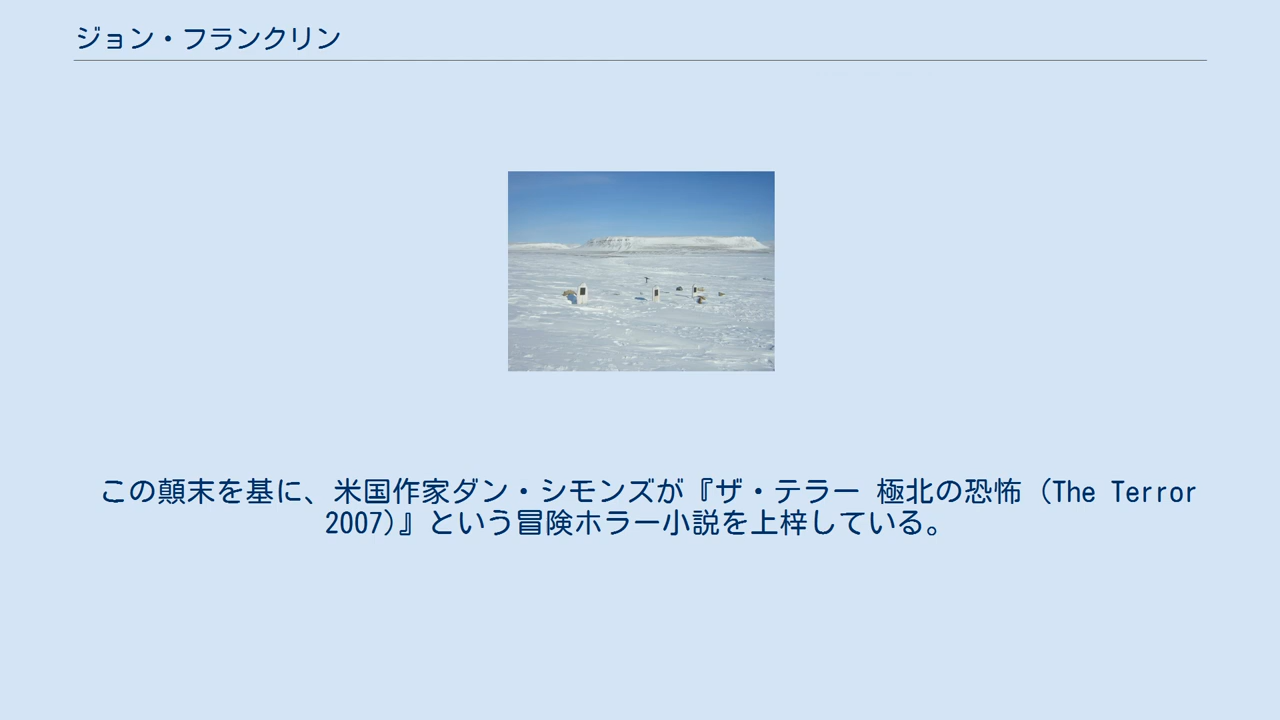 ジョン・フランクリン
この顛末を基に、米国作家ダン・シモンズが『ザ・テラー 極北の恐怖 (The Terror
2007)』という冒険ホラー小説を上梓している。